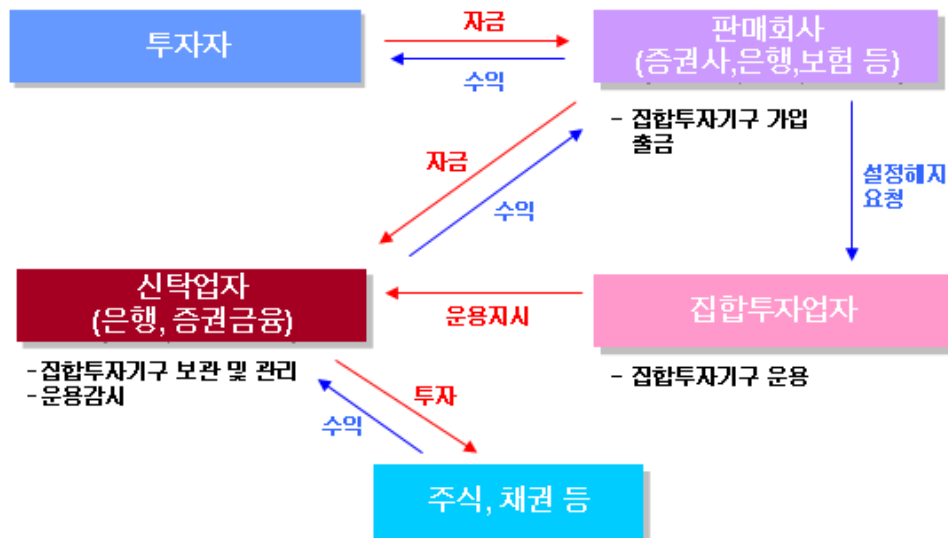 투자자
자금
수익
판매회사
(증권사,은행,보험 등)
- 집합투자기구 가입
출금
자금
수익
설정해지
요청
신탁업자
(은행, 증권금융)
운용지시
집합투자업자
-집합투자기구 보관 및 관리
-운용감시
- 집합투자기구 운용
투자
수익
주식, 채권 등